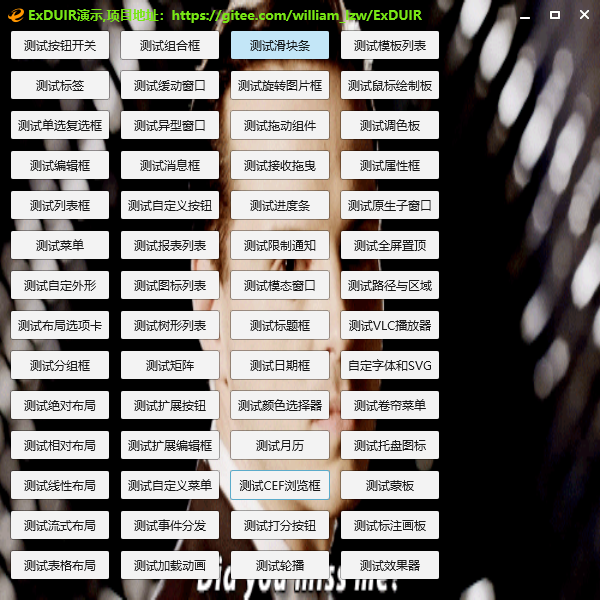 ExDUIR演示,项目地址：https://gitee.com/william_lzw/ExDUIR
测试按钮开关 测试组合框 测试滑块条 测试模板列表
测试标签 测试缓动窗口 测试旋转图片框 测试鼠标绘制板
测试单选复选框 测试异型窗口 测试拖动组件 测试调色板
测试编辑框 测试消息框 测试接收拖曳 测试属性框
测试列表框 测试自定义按钮 测试进度条 测试原生子窗口
测试菜单 测试报表列表 测试限制通知 测试全屏置顶
测试自定外形 测试图标列表 测试模态窗口 测试路径与区域
测试布局选项卡 测试树形列表 测试标题框 测试VLC播放器
测试分组框 测试矩阵 测试日期框 自定字体和SVG
测试绝对布局 测试扩展按钮 测试颜色选择器 测试卷帘菜单
测试相对布局 测试扩展编辑框 测试月历 测试托盘图标
测试线性布局 测试自定义菜单 测试CEF浏览框 测试蒙板
测试流式布局 测试事件分发 测试打分按钮 测试标注画板
测试表格布局 测试加载动画 测试轮播 测试效果器
Did you miss me?